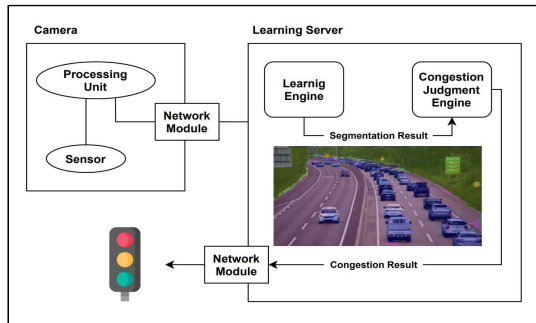 Camera
Learning Server
Processing
Unit
Sensor
Network
Module
Learnig
Engine
Congestion
Judgment
Engine
Segmentation Result
Network
Module
Congestion Result